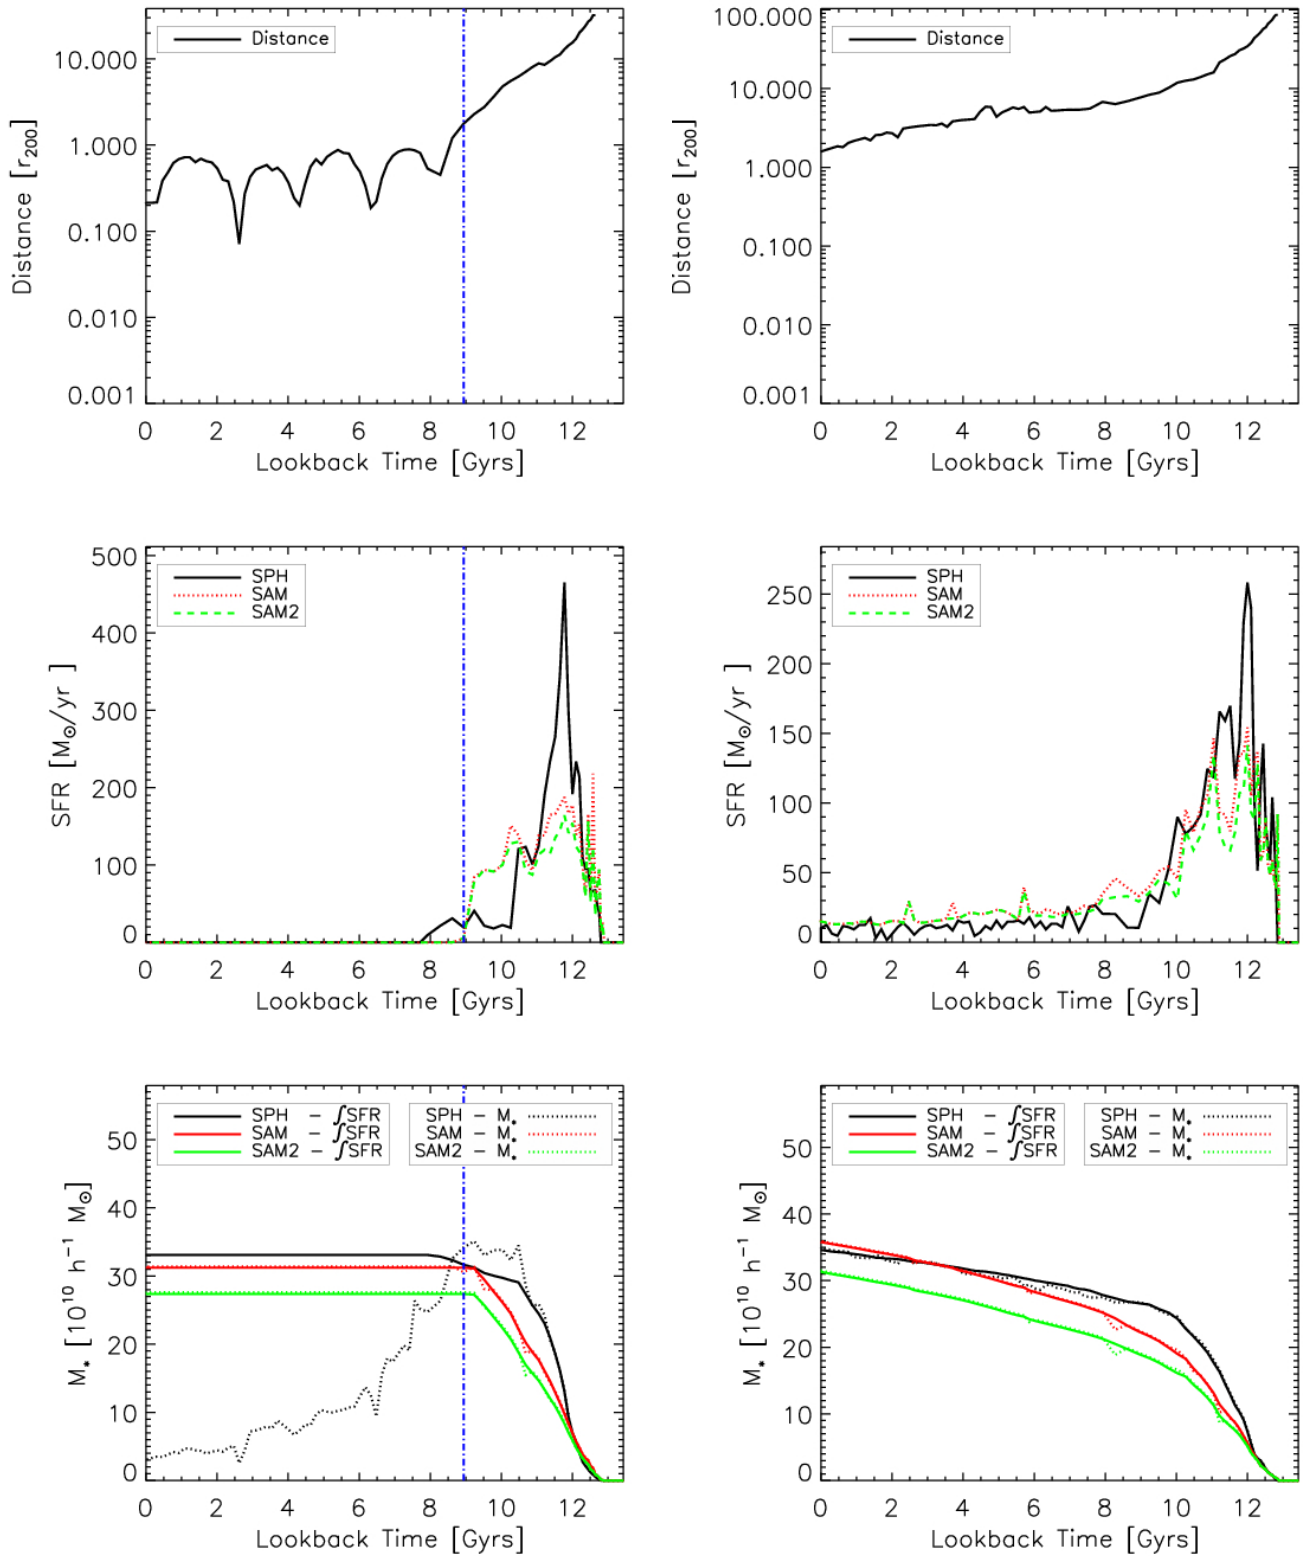 Distance
10.000
1.000
0.100
0.010
0.001
Distance [r200]
0 2 4 6 8 10 12
Lookback Time [Gyrs]
Distance
100.000
10.000
1.000
0.100
0.010
0.001
Distance [r200]
0 2 4 6 8 10 12
Lookback Time [Gyrs]
SPH
SAM
SAM2
500
400
300
200
100
0
SFR [M⊙/yr ]
0 2 4 6 8 10 12
Lookback Time [Gyrs]
SPH
SAM
SAM2
250
200
150
100
50
0
SFR [M⊙/yr ]
0 2 4 6 8 10 12
Lookback Time [Gyrs]
SPH – ∫SFR
SAM – ∫SFR
SAM2 – ∫SFR
SPH – M*
SAM – M*
SAM2 – M*
50
40
30
20
10
0
M* [10¹⁰ h⁻¹ M⊙]
0 2 4 6 8 10 12
Lookback Time [Gyrs]
SPH – ∫SFR
SAM – ∫SFR
SAM2 – ∫SFR
SPH – M*
SAM – M*
SAM2 – M*
50
40
30
20
10
0
M* [10¹⁰ h⁻¹ M⊙]
0 2 4 6 8 10 12
Lookback Time [Gyrs]